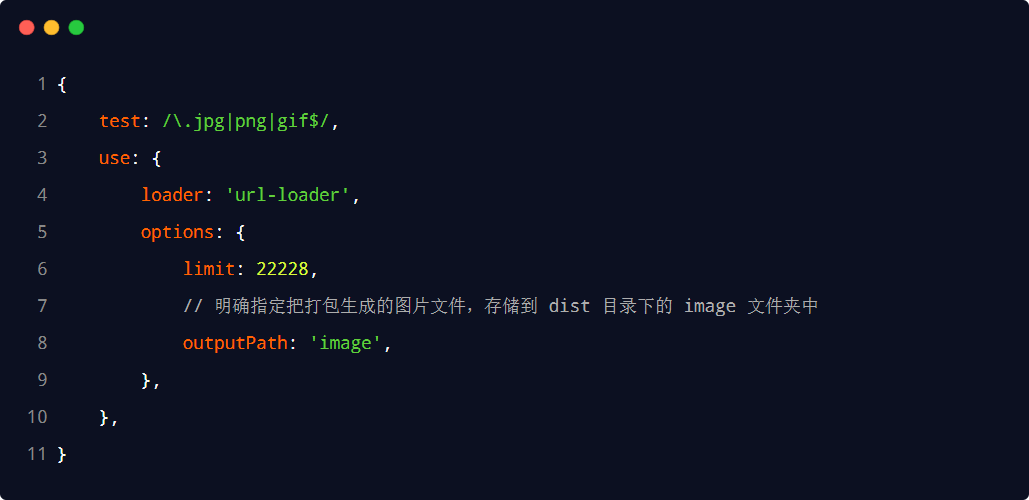 1 {
2     test: /\.jpg|png|gif$/,
3     use: {
4         loader: 'url-loader',
5         options: {
6             limit: 22228,
7             // 明确指定把打包生成的图片文件，存储到 dist 目录下的 image 文件夹中
8             outputPath: 'image',
9         },
10     },
11 }